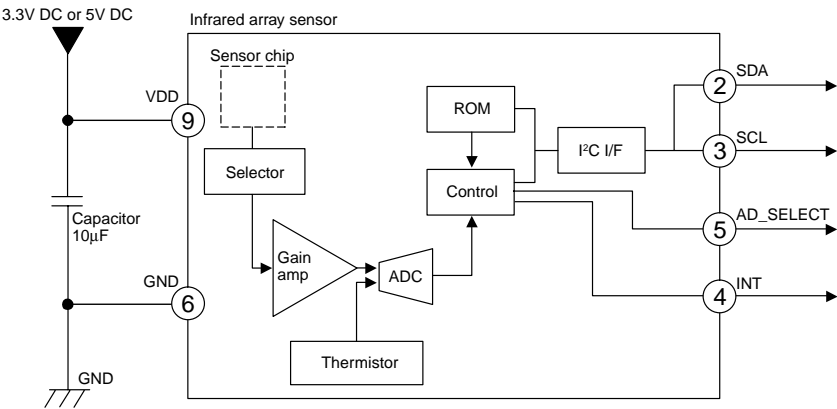 3.3V DC or 5V DC
Infrared array sensor
Sensor chip
VDD
9
Selector
ROM
I²C I/F
Control
2
SDA
3
SCL
5
AD_SELECT
4
INT
Capacitor
10μF
Gain
amp
ADC
GND
6
Thermistor
GND